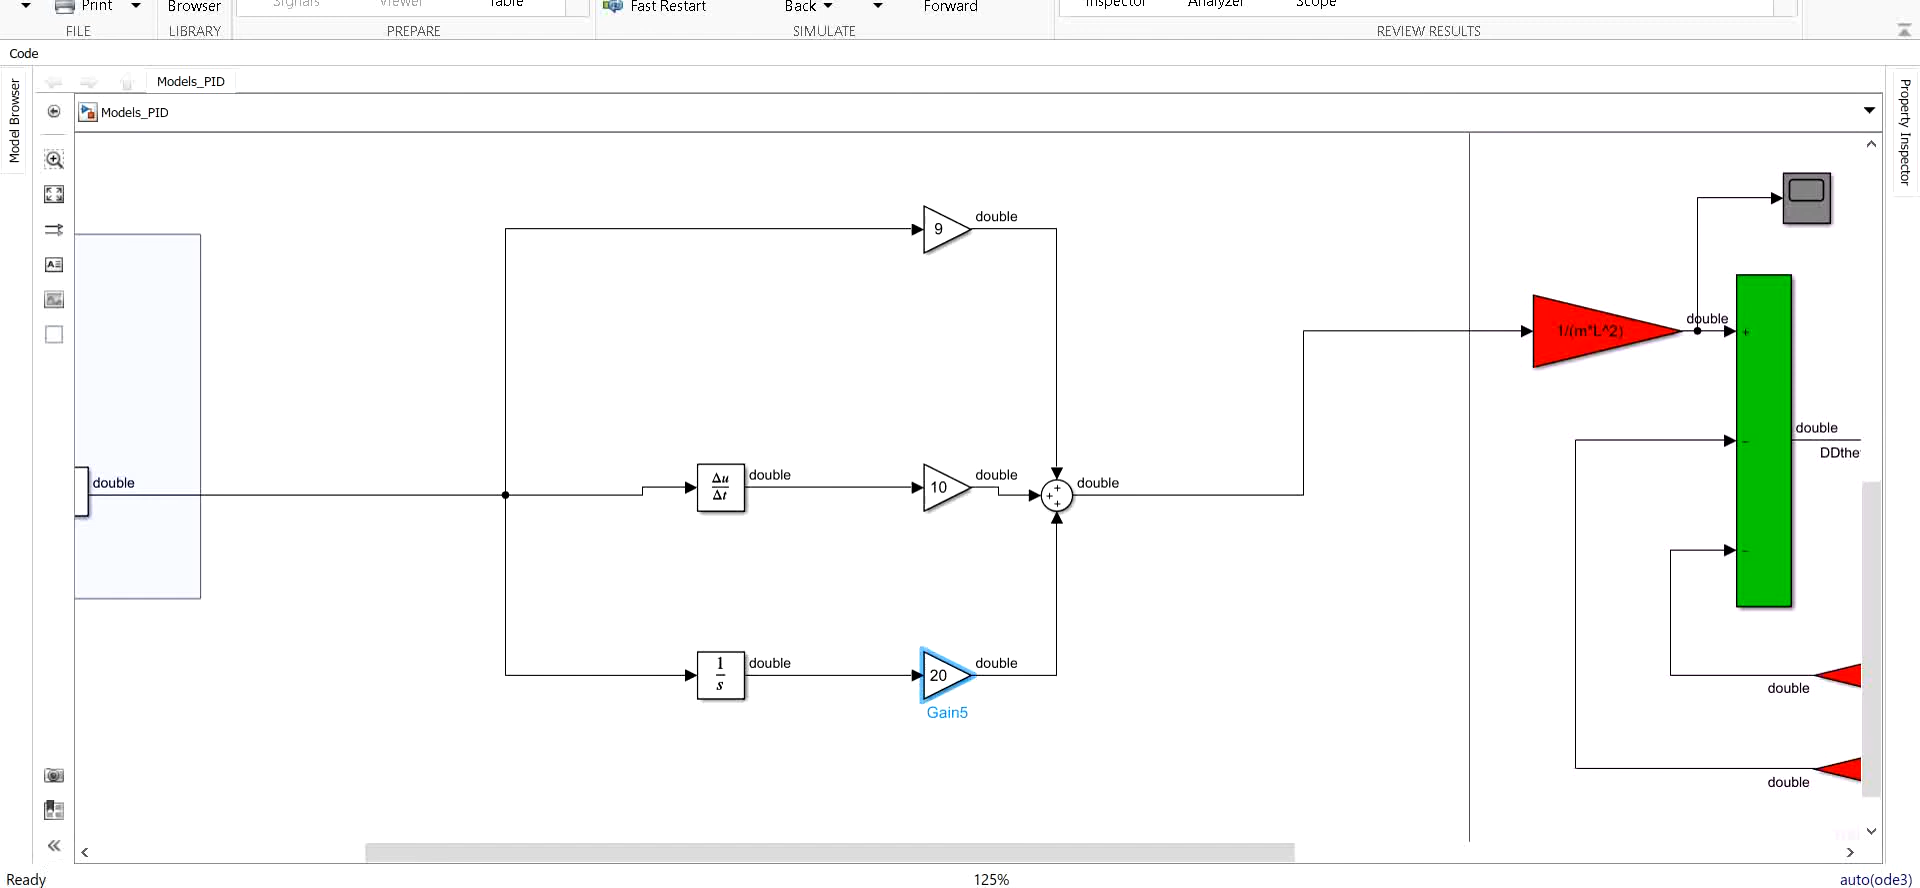 Print
Browser
Signals
Viewer
Table
Fast Restart
Back
Forward
Inspector
Analyzer
Scope
FILE
LIBRARY
PREPARE
SIMULATE
REVIEW RESULTS
Code
Model Browser
Models_PID
Models_PID
Property Inspector
9
double
1/(m*L^2)
double
+
double
DDthe
−
double
Δu
Δt
double
10
double
+
+
+
double
−
1
s
double
20
double
Gain5
double
double
Ready
125%
auto(ode3)